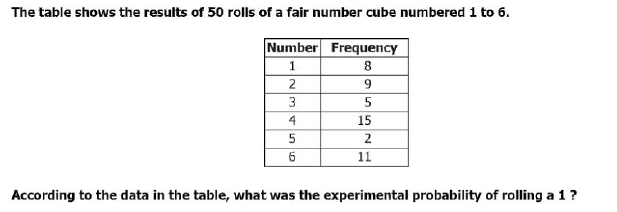 The table shows the results of 50 rolls of a fair number cube numbered 1 to 6.
Number Frequency
1 8
2 9
3 5
4 15
5 2
6 11
According to the data in the table, what was the experimental probability of rolling a 1 ?